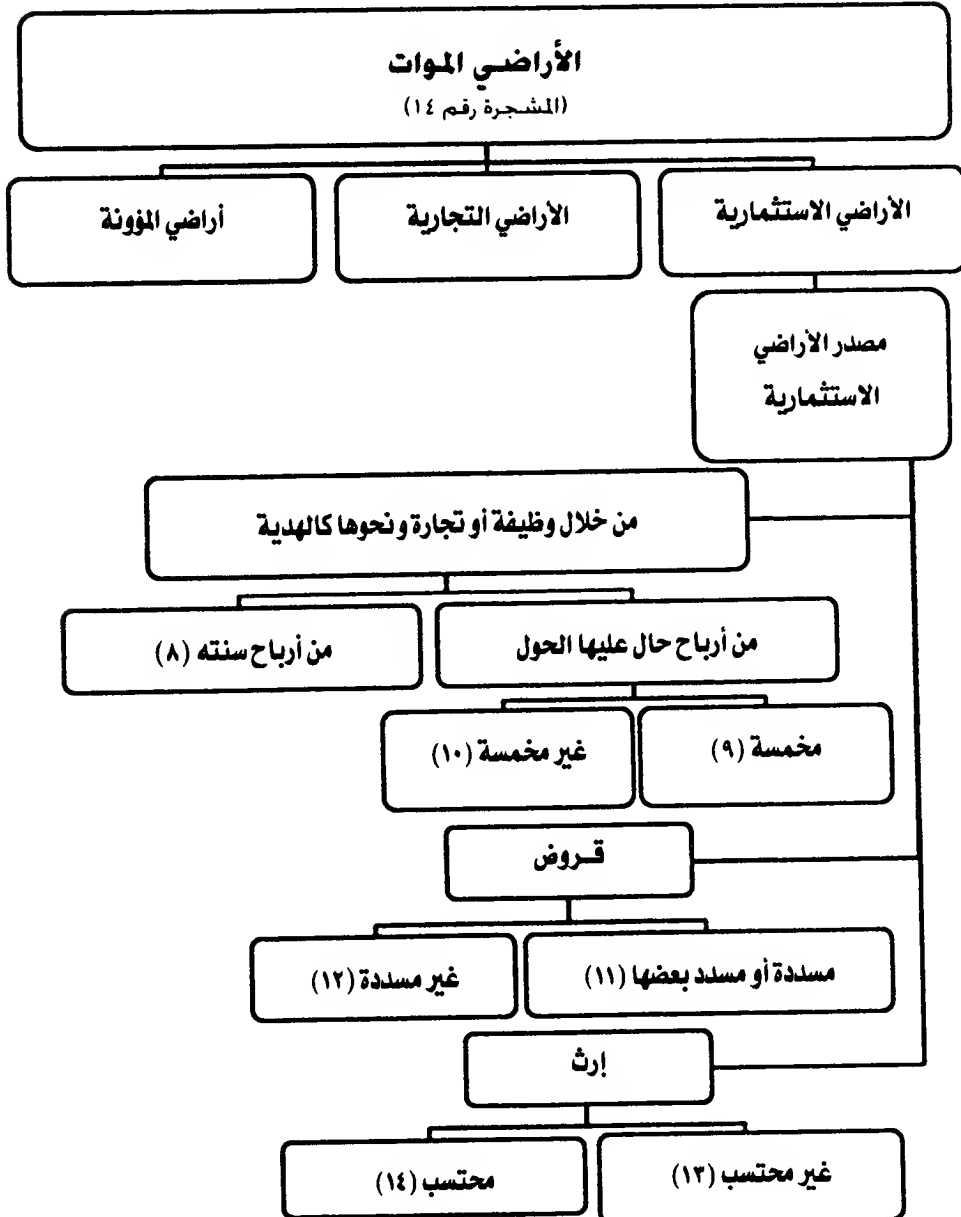 الأراضي الموات
(المشجرة رقم ١٤)
الأراضي الاستثمارية
الأراضي التجارية
أراضي المؤونة
مصدر الأراضي
الاستثمارية
من خلال وظيفة أو تجارة ونحوها كالهدية
من أرباح حال عليها الحول
من أرباح سنته (٨)
مخمسة (٩)
غير مخمسة (١٠)
قروض
مسددة أو مسدد بعضها (١١)
غير مسددة (١٢)
إرث
غير محتسب (١٣)
محتسب (١٤)